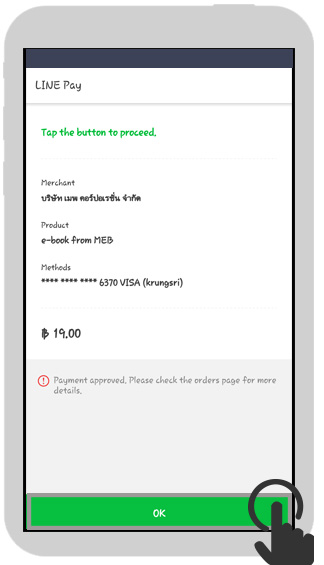 LINE Pay
Tap the button to proceed.
Merchant
บริษัท เมพ คอร์ปอเรชั่น จำกัด
Product
e-book from MEB
Methods
**** **** **** 6370 VISA (krungsri)
฿ 19.00
Payment approved. Please check the orders page for more
details.
OK